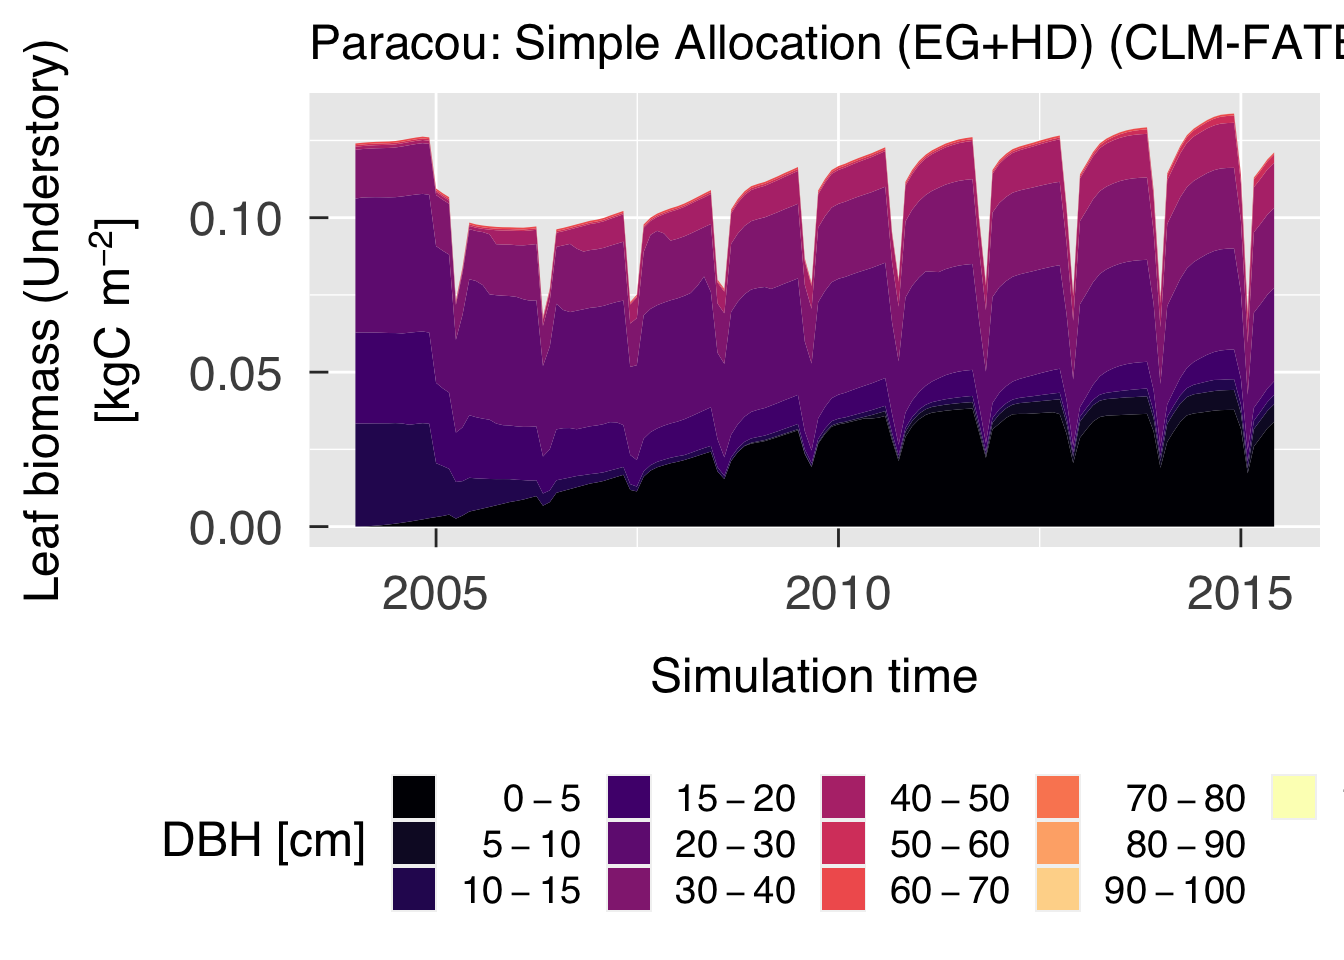 Paracou: Simple Allocation (EG+HD) (CLM-FATE
Leaf biomass (Understory)
[kgC m⁻²]
0.10
0.05
0.00
2005 2010 2015
Simulation time
DBH [cm]
0 – 5 15 – 20 40 – 50 70 – 80
5 – 10 20 – 30 50 – 60 80 – 90
10 – 15 30 – 40 60 – 70 90 – 100